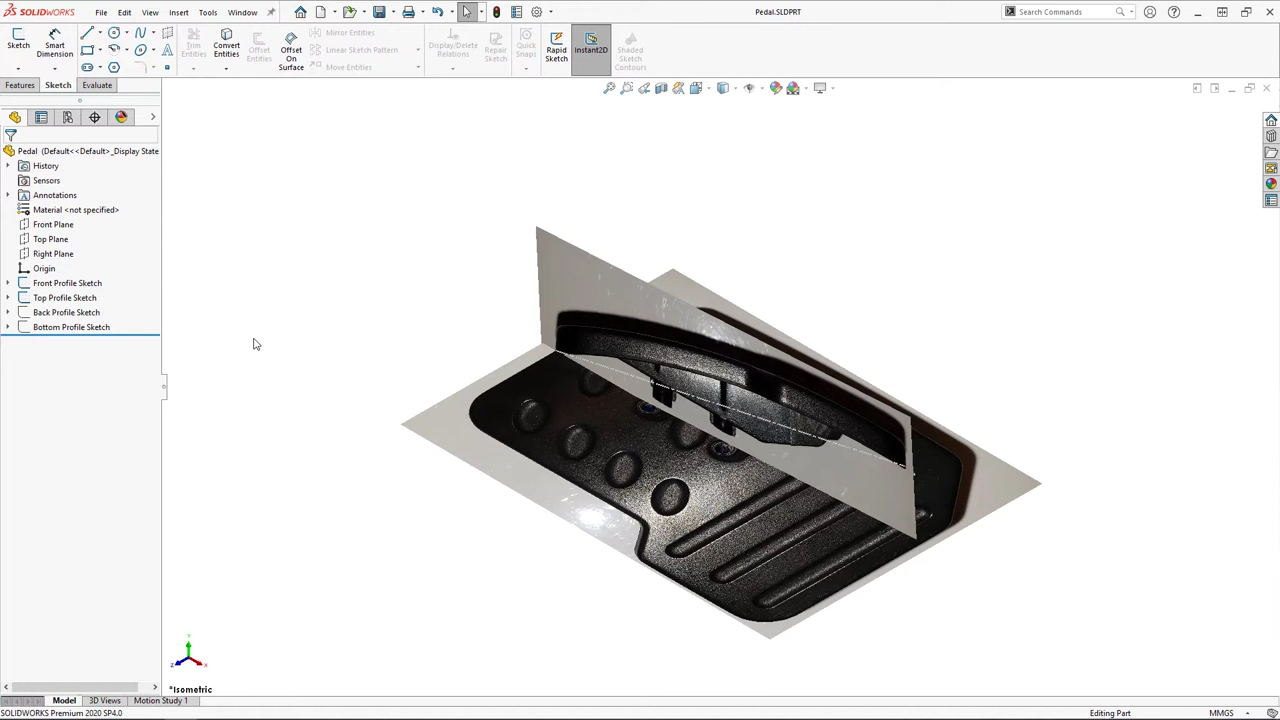 SOLIDWORKS File Edit View Insert Tools Window Pedal.SLDPRT Search Commands
Sketch Smart Dimension Trim Entities Convert Entities Offset Entities Offset On Surface Mirror Entities Linear Sketch Pattern Move Entities Display/Delete Relations Repair Sketch Quick Snaps Rapid Sketch Instant2D Shaded Sketch Contours
Features Sketch Evaluate
Pedal (Default<<Default>_Display State
History
Sensors
Annotations
Material <not specified>
Front Plane
Top Plane
Right Plane
Origin
Front Profile Sketch
Top Profile Sketch
Back Profile Sketch
Bottom Profile Sketch
Y
Z X
*Isometric
Model 3D Views Motion Study 1
SOLIDWORKS Premium 2020 SP4.0 Editing Part MMGS